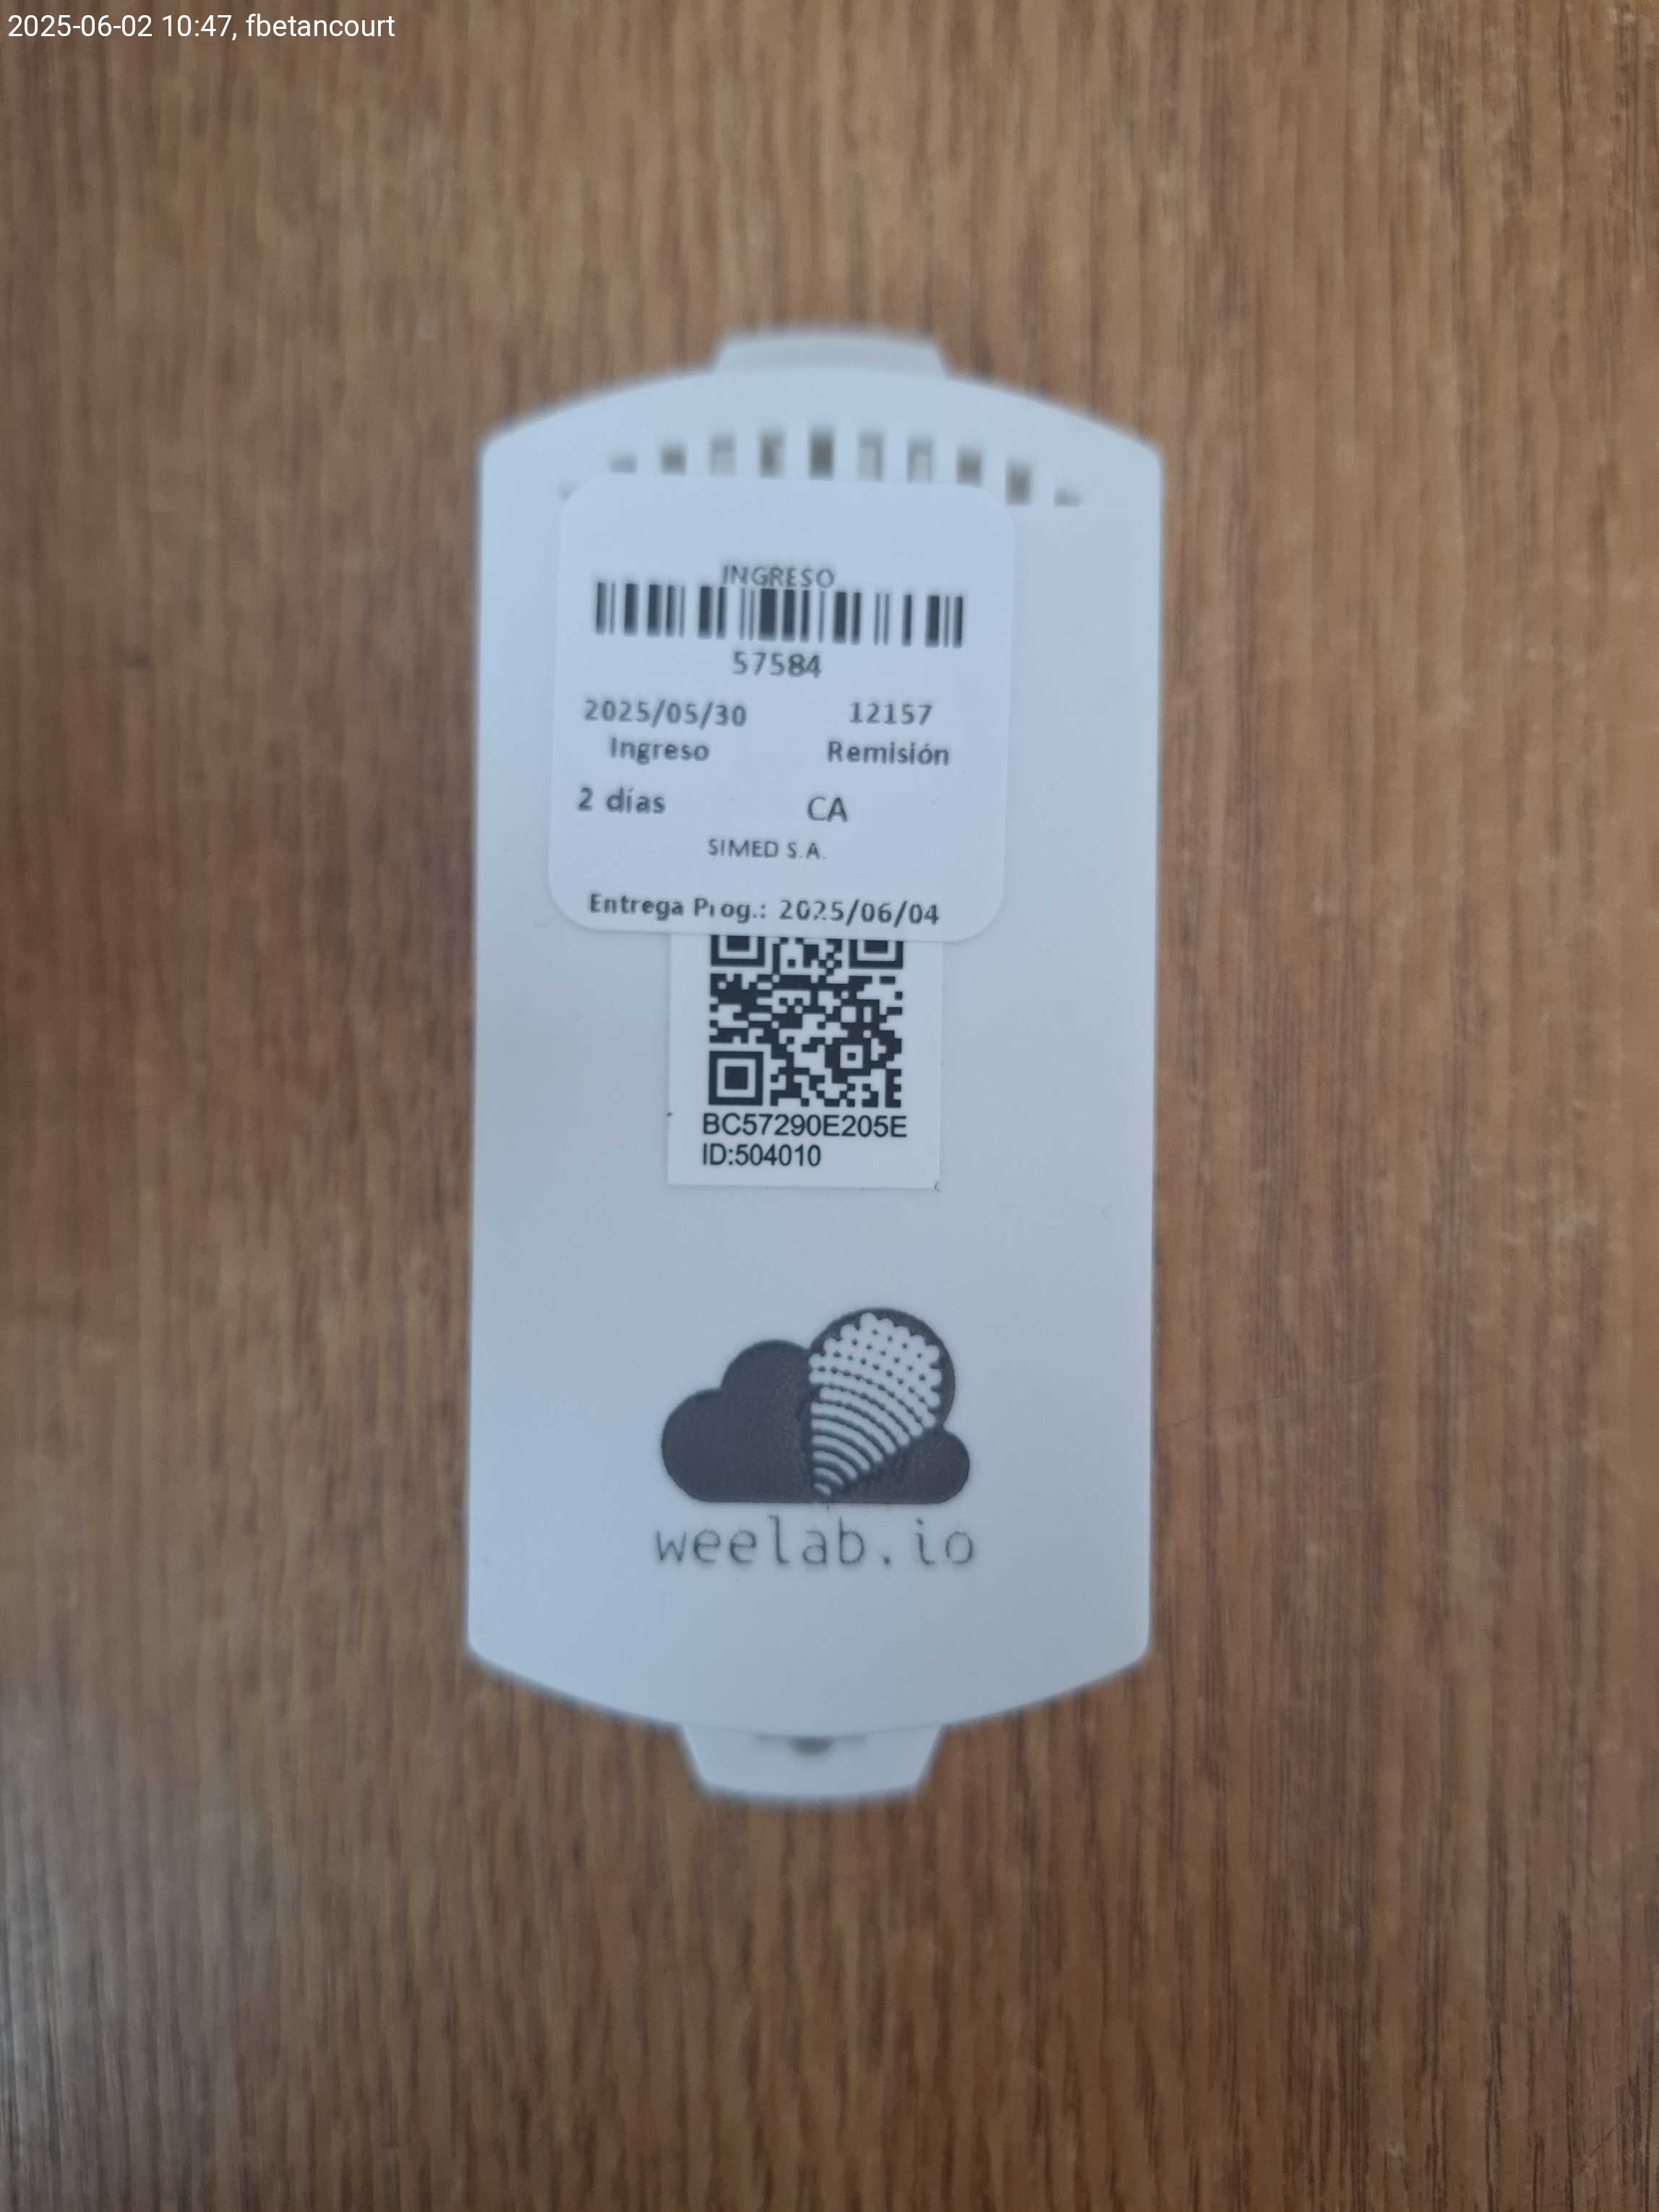 2025-06-02 10:47, fbetancourt
INGRESO
57584
2025/05/30 12157
Ingreso Remisión
2 días CA
SIMED S.A.
Entrega Prog.: 2025/06/04
BC57290E205E
ID:504010
weelab.io